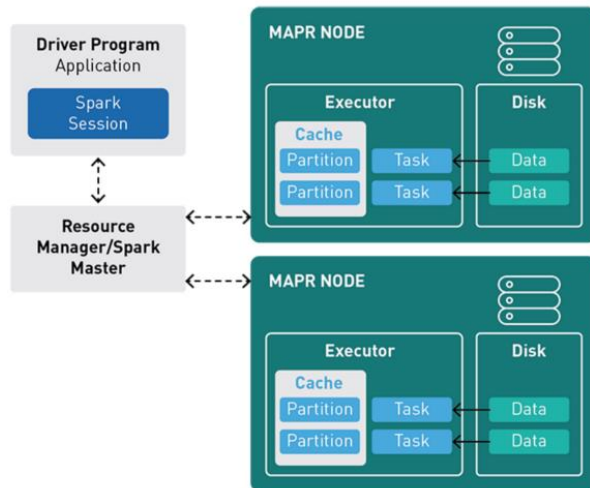 Driver Program
Application
Spark
Session
Resource
Manager/Spark
Master
MAPR NODE
Executor
Disk
Cache
Partition Task Data
Partition Task Data
MAPR NODE
Executor
Disk
Cache
Partition Task Data
Partition Task Data